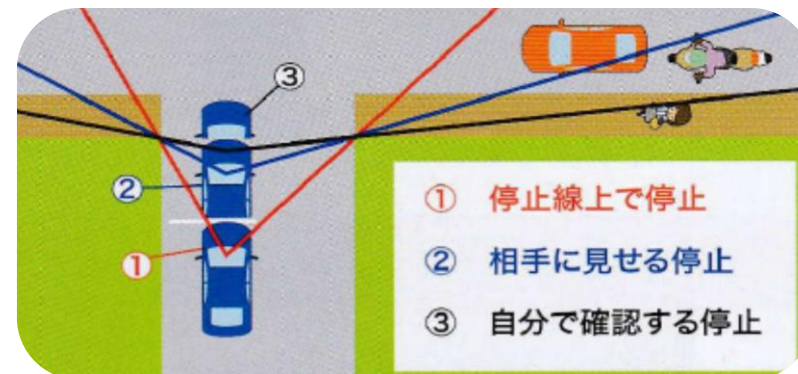 ③
②
①
① 停止線上で停止
② 相手に見せる停止
③ 自分で確認する停止